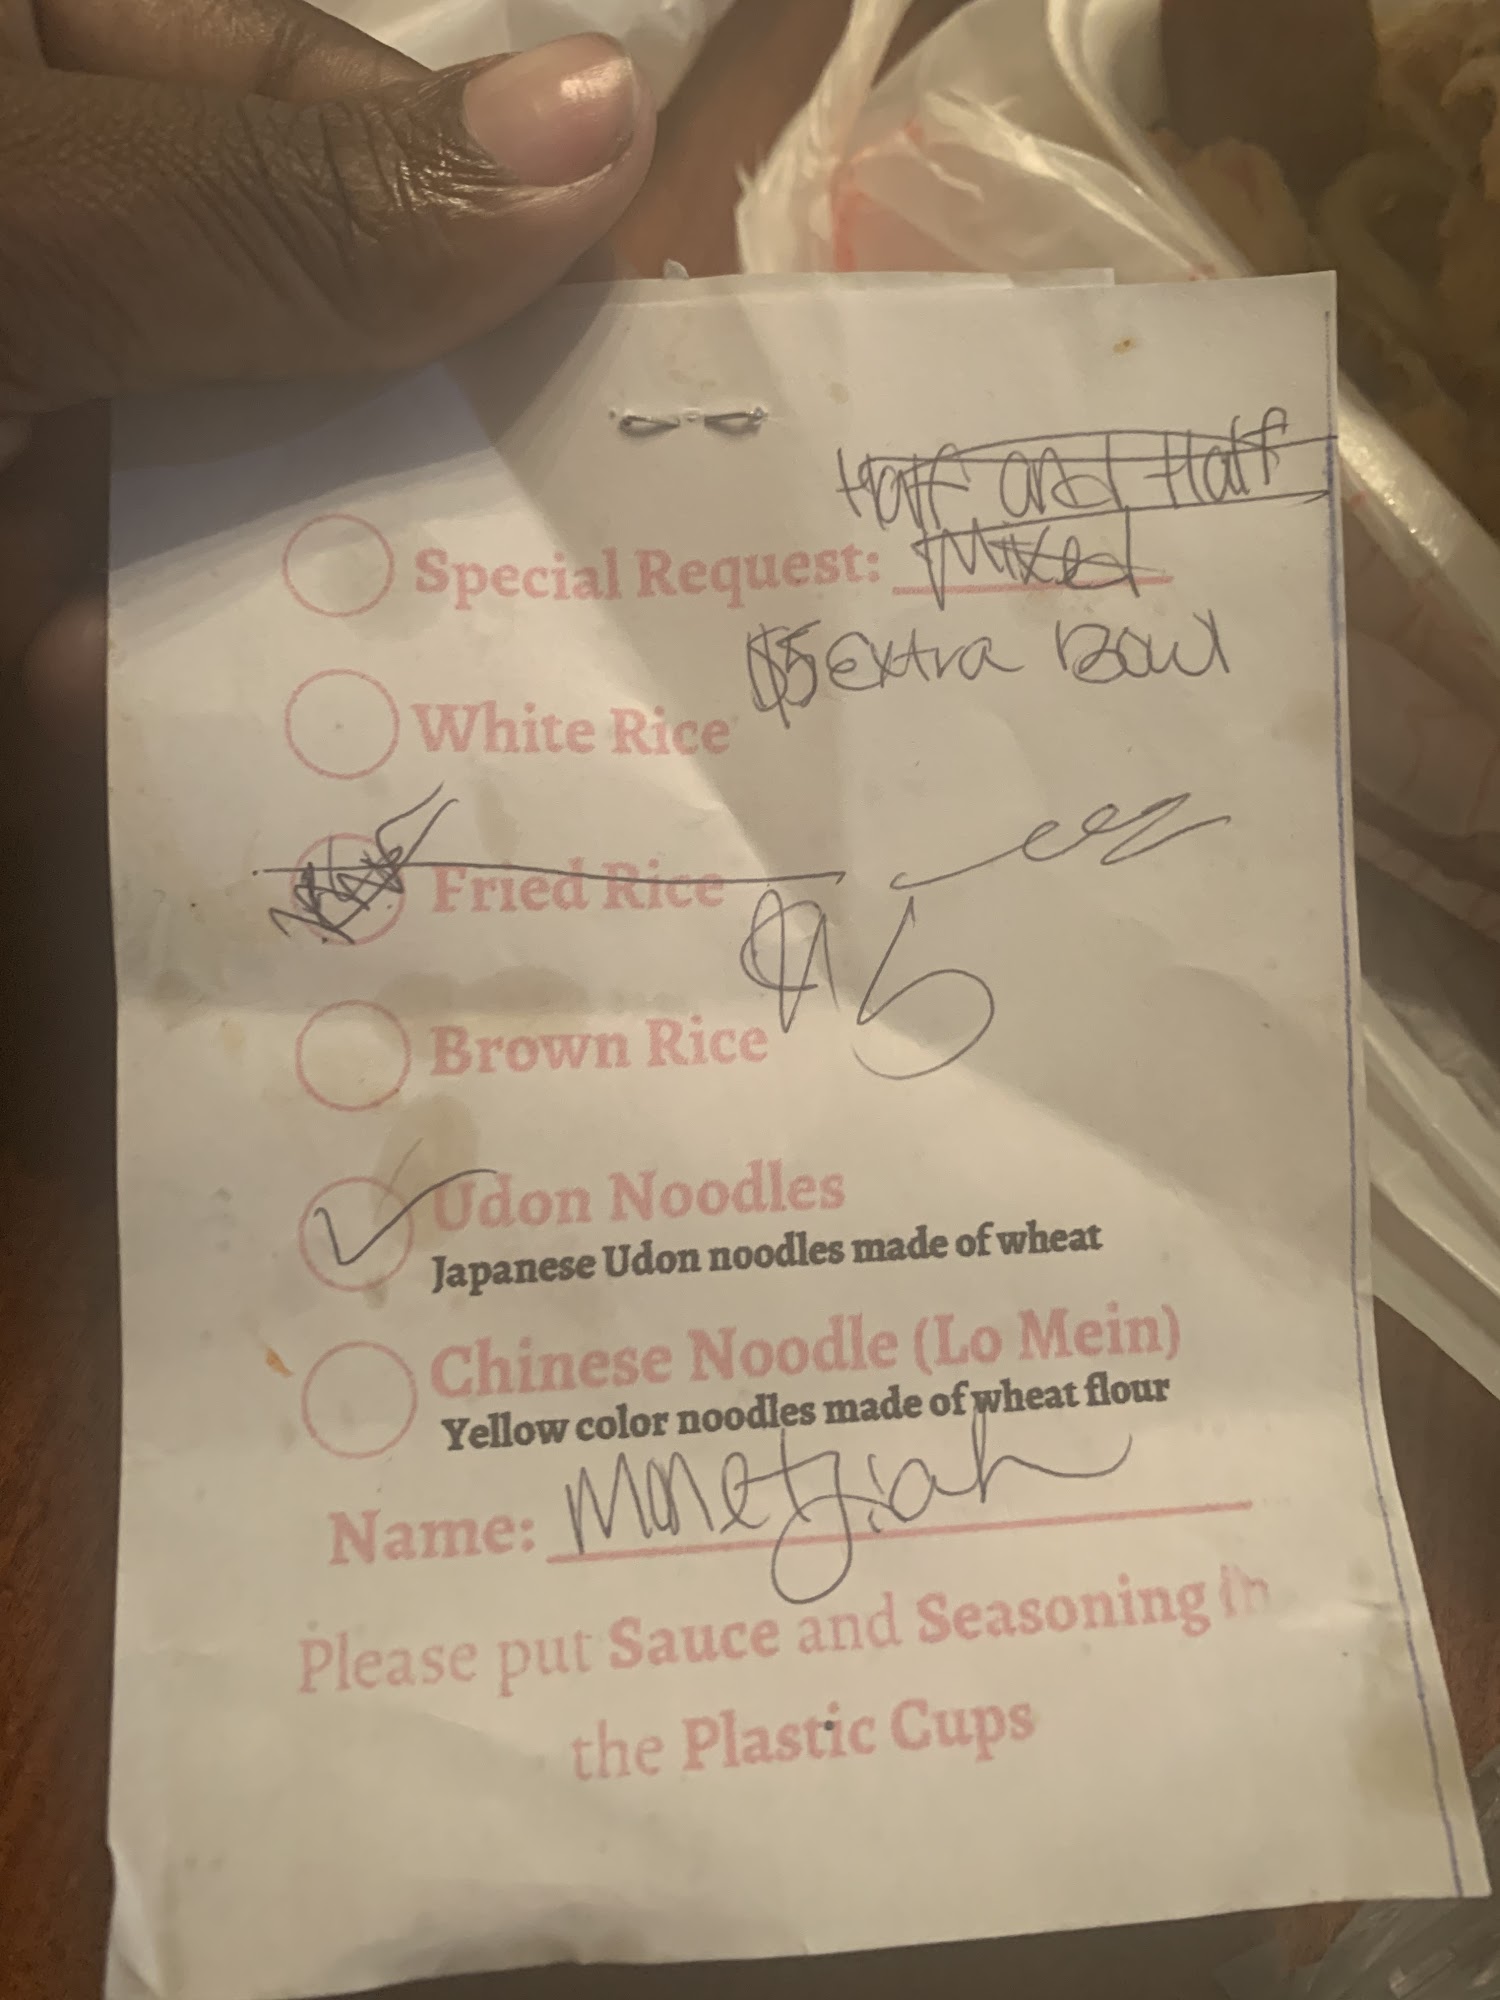 Half and Half
Special Request: Mixed
$5 Extra Bowl
White Rice
Fried Rice
Brown Rice
Udon Noodles
Japanese Udon noodles made of wheat
Chinese Noodle (Lo Mein)
Yellow color noodles made of wheat flour
Name: Monetjiah
Please put Sauce and Seasoning in
the Plastic Cups